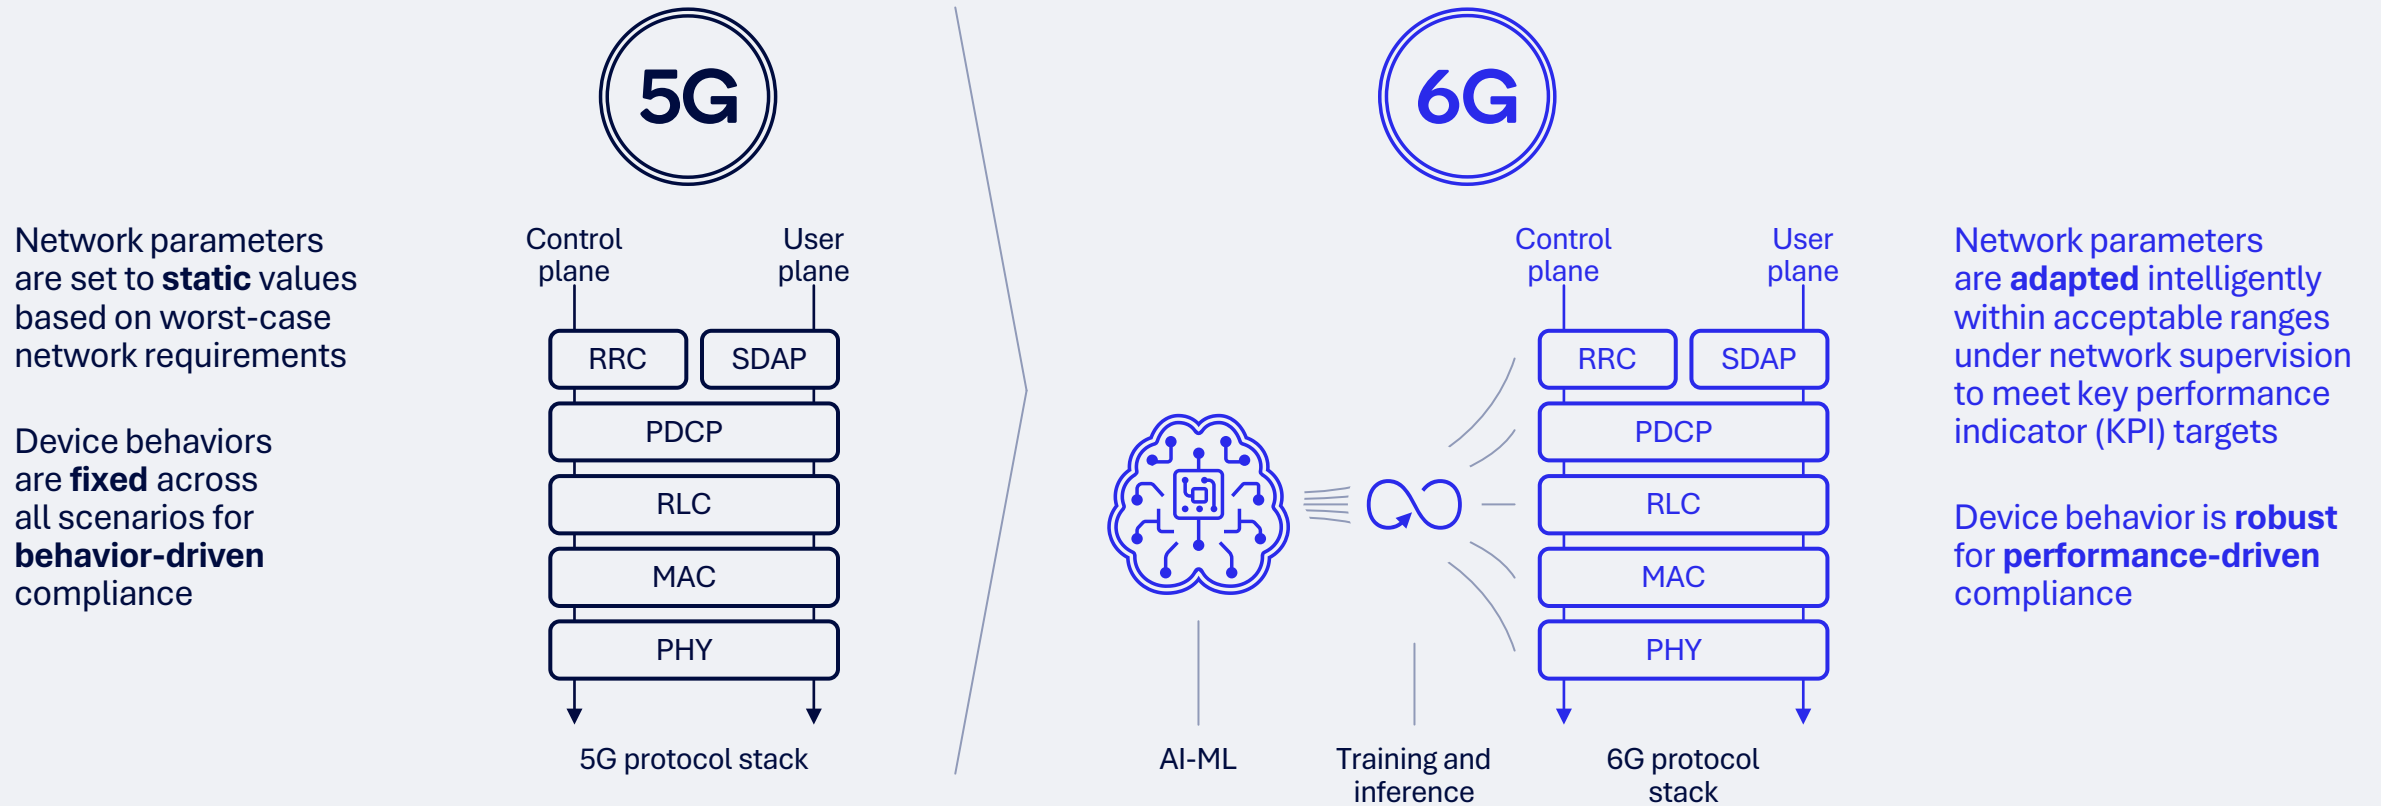 5G
Network parameters
are set to static values
based on worst-case
network requirements
Device behaviors
are fixed across
all scenarios for
behavior-driven
compliance
Control
plane
User
plane
RRC
SDAP
PDCP
RLC
MAC
PHY
5G protocol stack
6G
AI-ML
Training and
inference
Control
plane
User
plane
RRC
SDAP
PDCP
RLC
MAC
PHY
6G protocol
stack
Network parameters
are adapted intelligently
within acceptable ranges
under network supervision
to meet key performance
indicator (KPI) targets
Device behavior is robust
for performance-driven
compliance